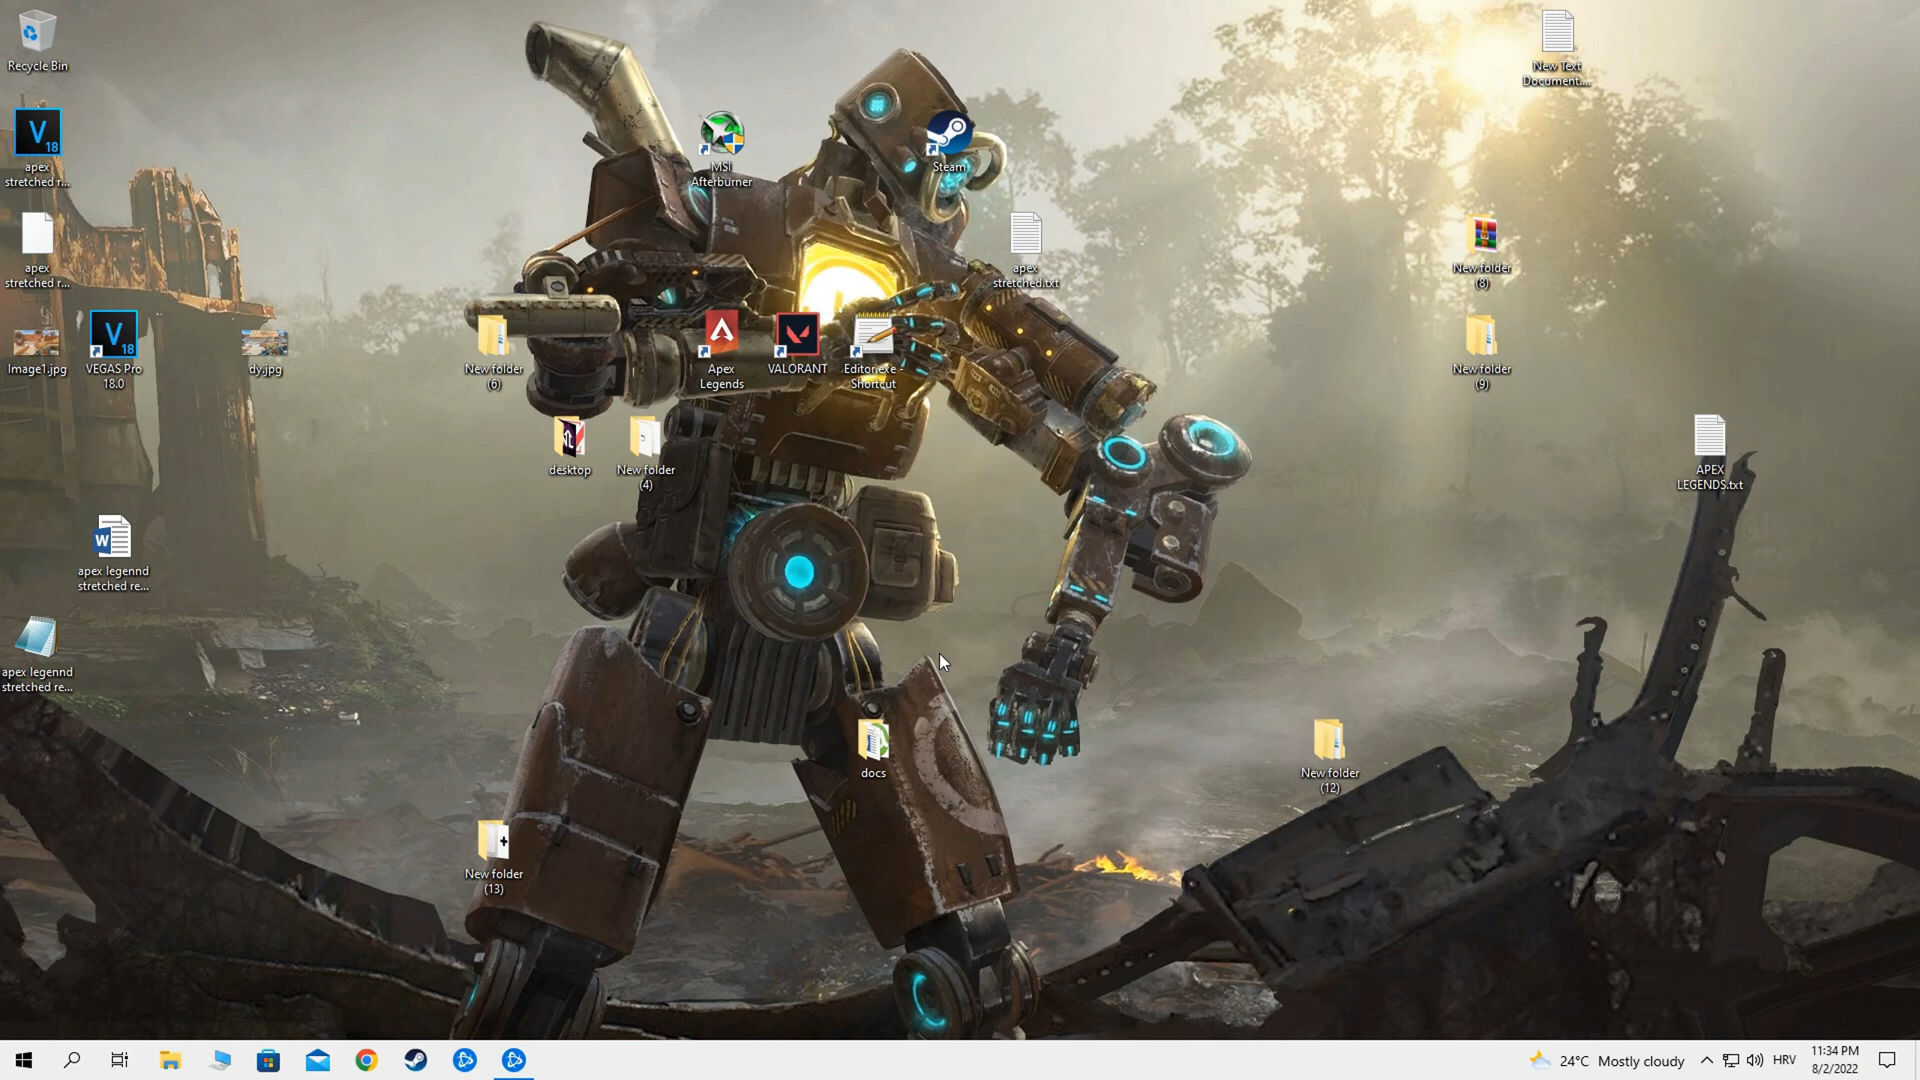 Recycle Bin
New Text
Document....
V
18
apex
stretched r...
MSI
Afterburner
Steam
apex
stretched r...
apex
stretched.txt
New folder
(8)
Image1.jpg
V
18
VEGAS Pro
18.0
dy.jpg
New folder
(6)
Apex
Legends
VALORANT
Editor.exe -
Shortcut
New folder
(9)
desktop
New folder
(4)
APEX
LEGENDS.txt
W
apex legennd
stretched re...
apex legennd
stretched re...
docs
New folder
(12)
New folder
(13)
24°C Mostly cloudy
HRV
11:34 PM
8/2/2022